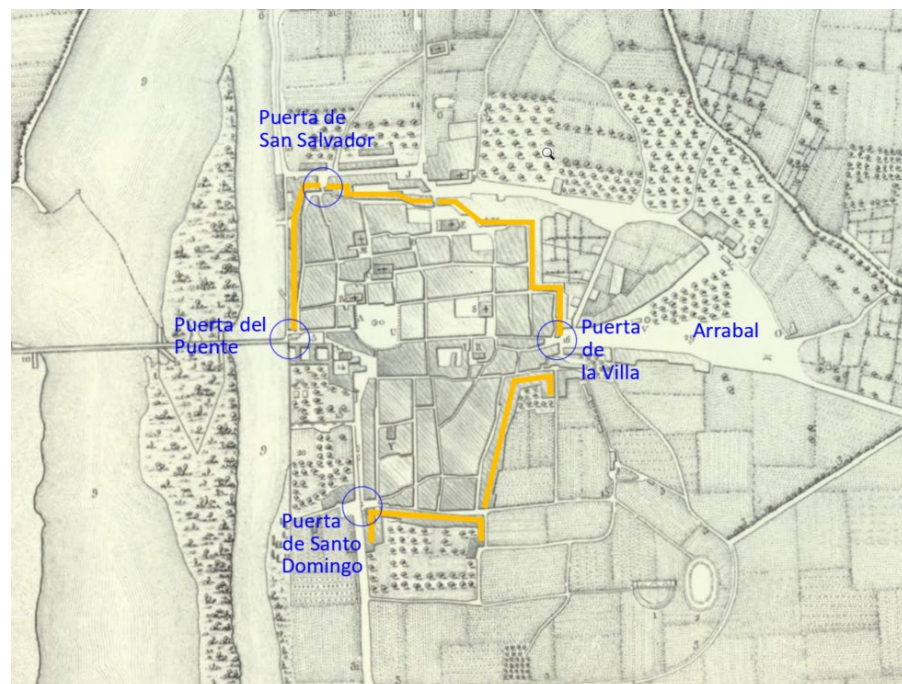 Puerta de
San Salvador
Puerta del
Puente
Puerta
de
la Villa
Arrabal
Puerta
de Santo
Domingo